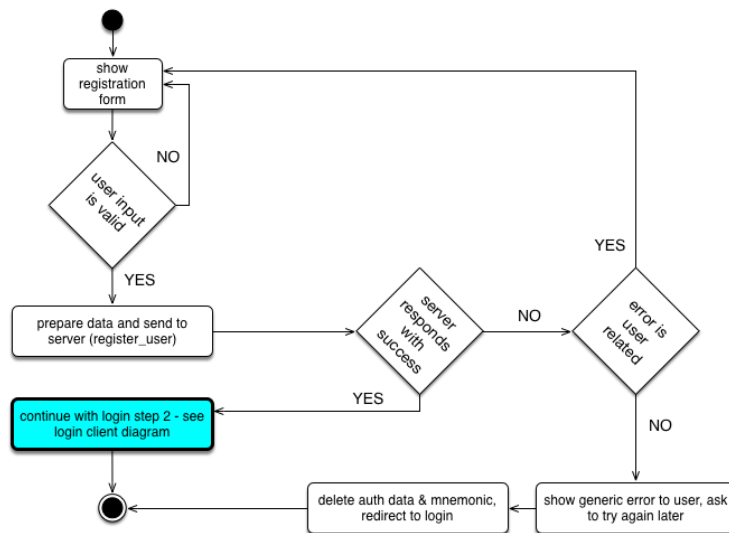 show
registration
form
NO
user input
is valid
YES
prepare data and send to
server (register_user)
server
responds
with
success
NO
YES
error is
user
related
YES
continue with login step 2 - see
login client diagram
NO
delete auth data & mnemonic,
redirect to login
show generic error to user, ask
to try again later